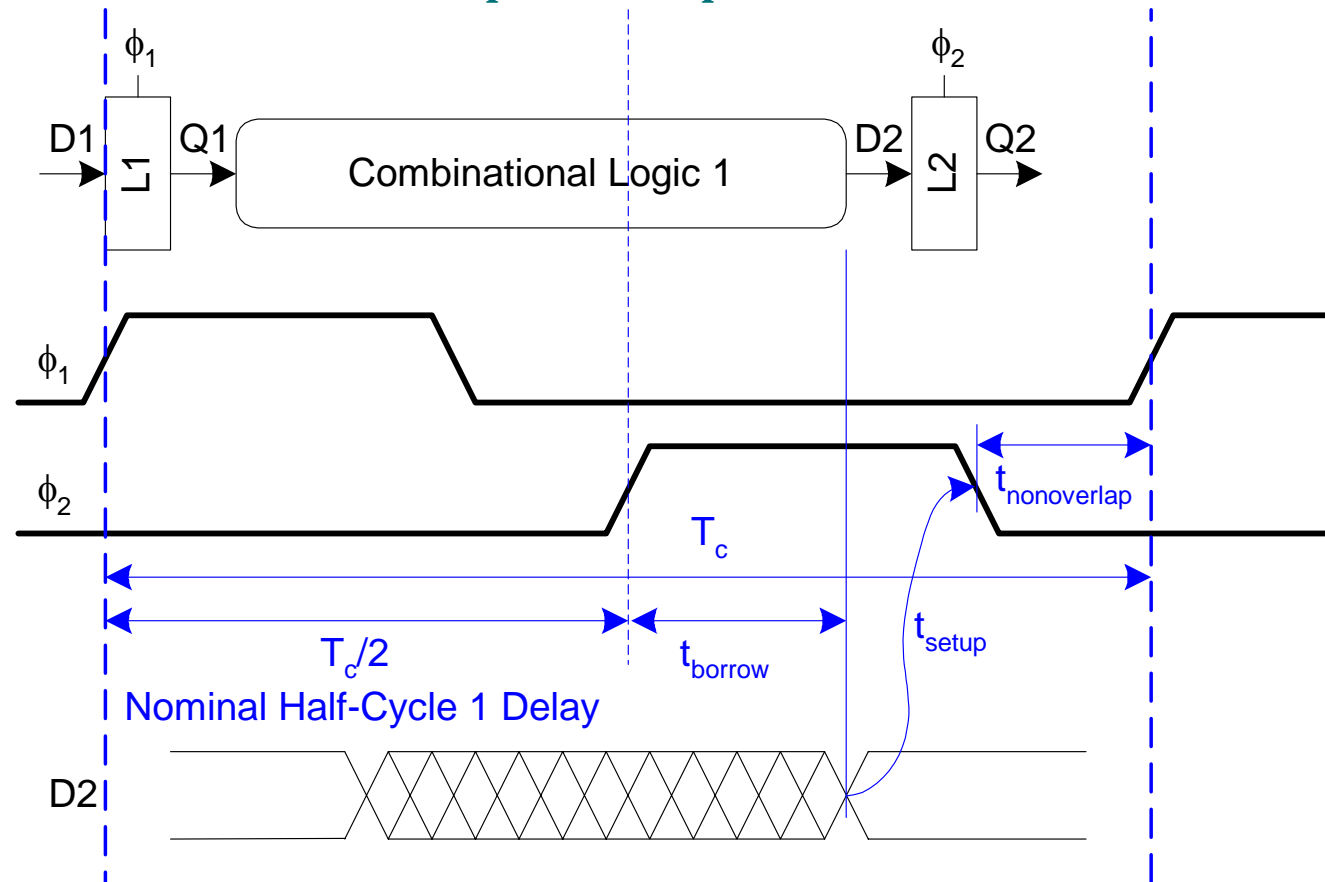 ϕ1
ϕ2
D1
L1
Q1
Combinational Logic 1
D2
L2
Q2
ϕ1
ϕ2
tnonoverlap
Tc
Tc/2
tborrow
tsetup
Nominal Half-Cycle 1 Delay
D2